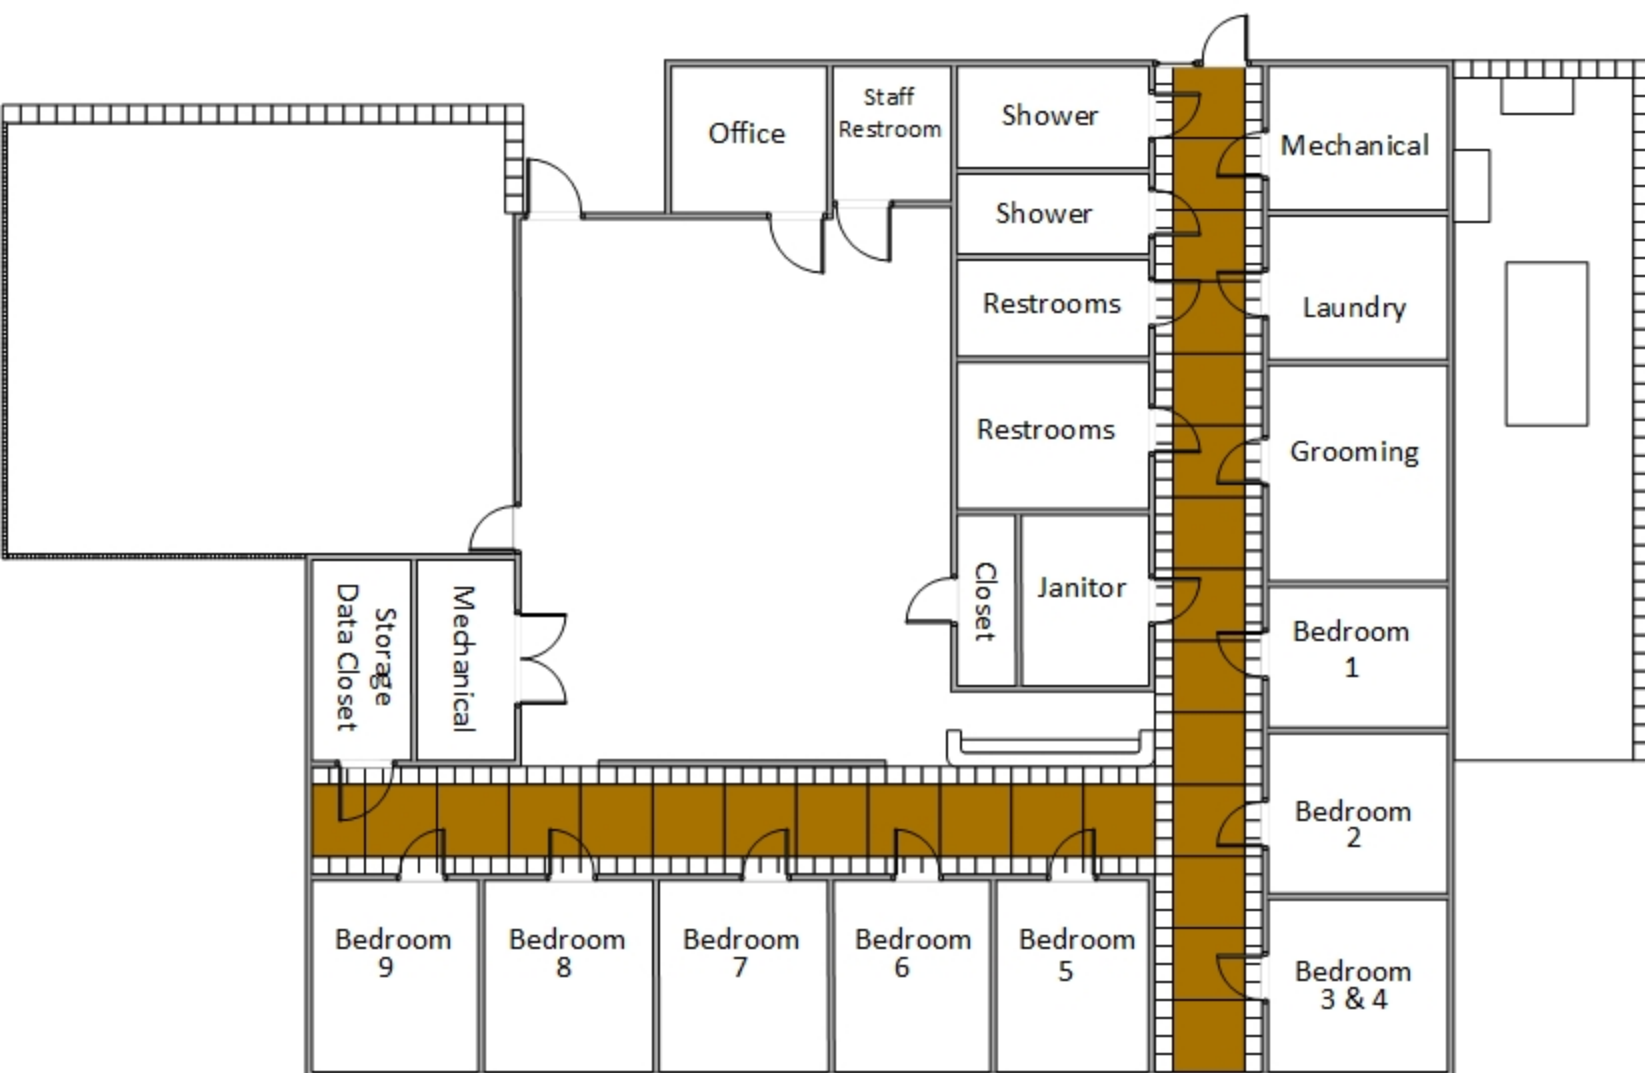 Office
Staff
Restroom
Shower
Mechanical
Shower
Restrooms
Laundry
Restrooms
Grooming
Storage
Data Closet
Mechanical
Closet
Janitor
Bedroom
1
Bedroom
2
Bedroom
9
Bedroom
8
Bedroom
7
Bedroom
6
Bedroom
5
Bedroom
3 & 4